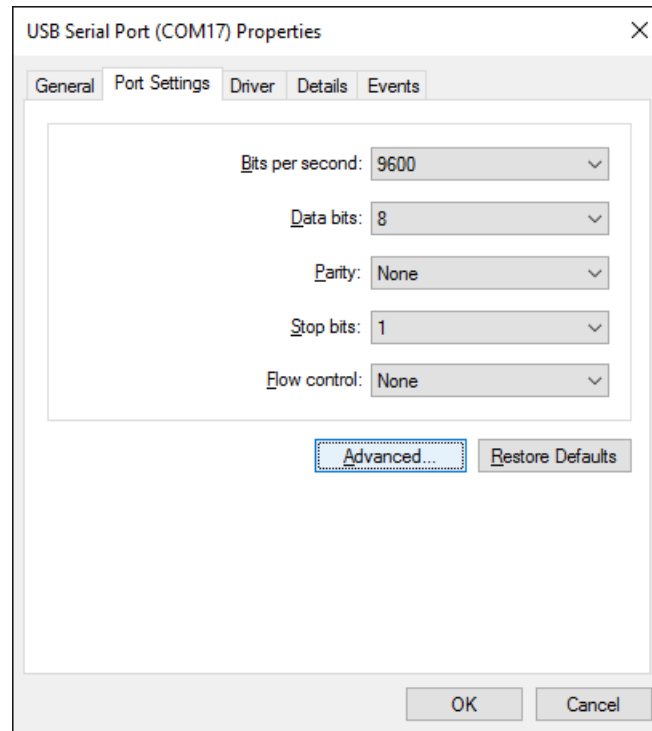 USB Serial Port (COM17) Properties
General Port Settings Driver Details Events
Bits per second: 9600
Data bits: 8
Parity: None
Stop bits: 1
Flow control: None
Advanced... Restore Defaults
OK Cancel